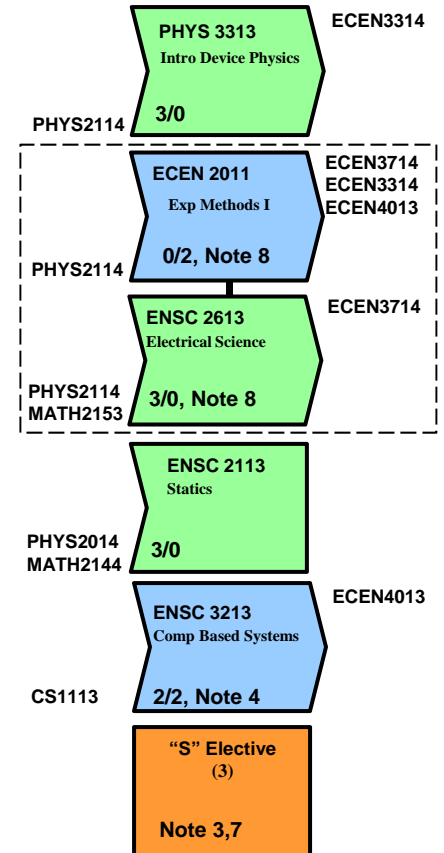 PHYS 3313
ECEN3314
Intro Device Physics
3/0
PHYS2114
ECEN 2011
ECEN3714
ECEN3314
ECEN4013
Exp Methods I
0/2, Note 8
PHYS2114
ENSC 2613
ECEN3714
Electrical Science
PHYS2114
MATH2153
3/0, Note 8
ENSC 2113
Statics
PHYS2014
MATH2144
3/0
ENSC 3213
ECEN4013
Comp Based Systems
2/2, Note 4
CS1113
“S” Elective
(3)
Note 3,7